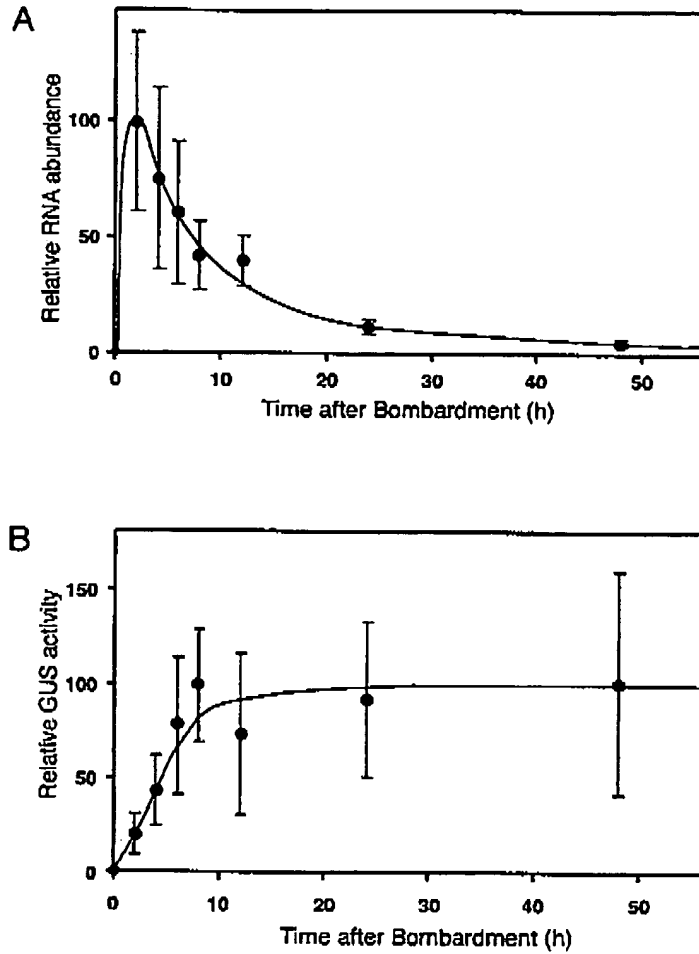 A
Relative RNA abundance
100
50
0
0 10 20 30 40 50
Time after Bombardment (h)
B
Relative GUS activity
150
100
50
0
0 10 20 30 40 50
Time after Bombardment (h)